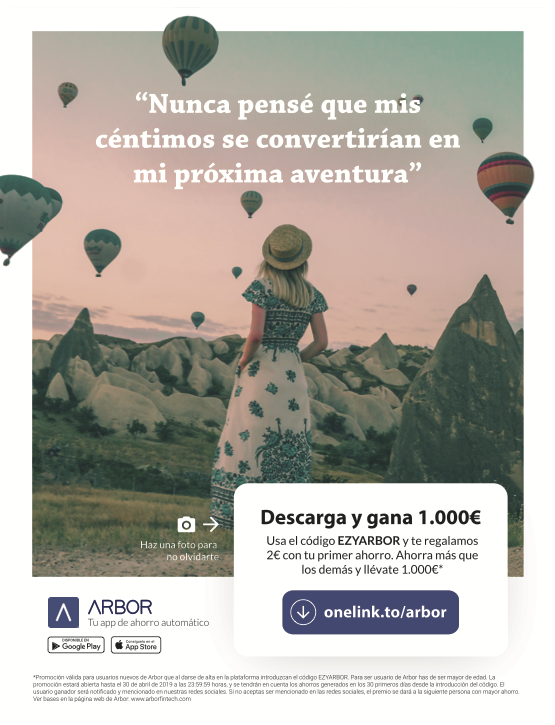 “Nunca pensé que mis
céntimos se convertirían en
mi próxima aventura”
Haz una foto para
no olvidarte
Descarga y gana 1.000€
Usa el código EZYARBOR y te regalamos
2€ con tu primer ahorro. Ahorra más que
los demás y llévate 1.000€*
onelink.to/arbor
ARBOR
Tu app de ahorro automático
DISPONIBLE EN
Google Play
Consíguelo en el
App Store
*Promoción válida para usuarios nuevos de Arbor que al darse de alta en la plataforma introduzcan el código EZYARBOR. Para ser usuario de Arbor has de ser mayor de edad. La
promoción estará abierta hasta el 30 de abril de 2019 a las 23:59:59 horas, y se tendrán en cuenta los ahorros generados en los 30 primeros días desde la introducción del código. El
usuario ganador será notificado y mencionado en nuestras redes sociales. Si no aceptas ser mencionado en las redes sociales, el premio se dará a la siguiente persona con mayor ahorro.
Ver bases en la página web de Arbor: www.arborfintech.com